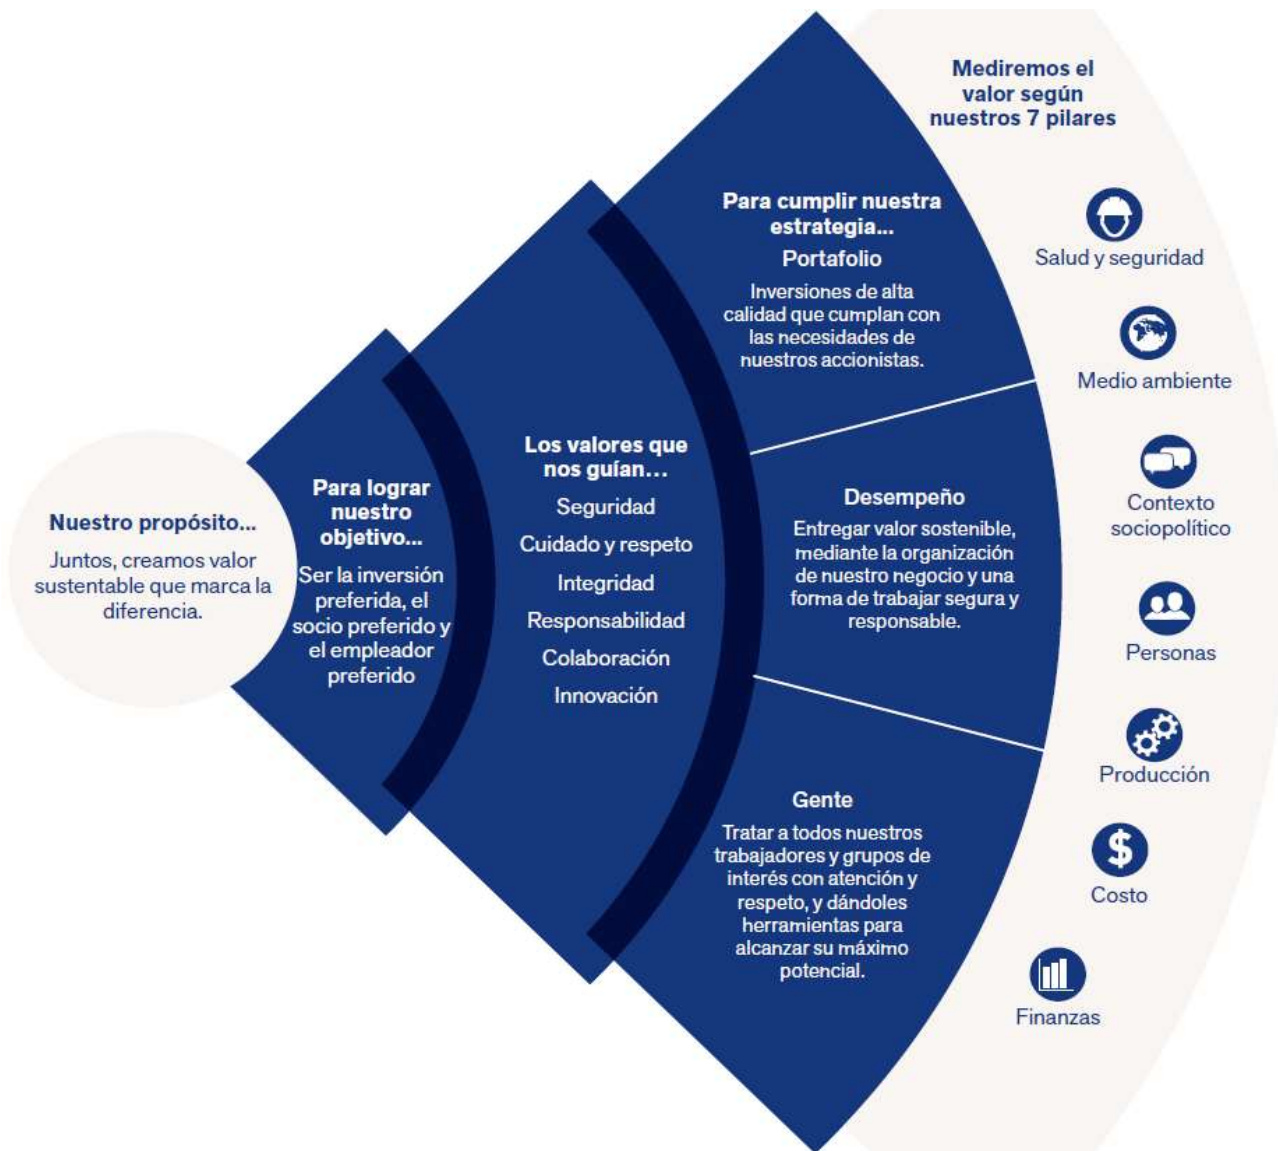 Nuestro propósito...
Juntos, creamos valor
sustentable que marca la
diferencia.
Para lograr
nuestro
objetivo...
Ser la inversión
preferida, el
socio preferido y
el empleador
preferido
Los valores que
nos guían...
Seguridad
Cuidado y respeto
Integridad
Responsabilidad
Colaboración
Innovación
Para cumplir nuestra
estrategia...
Portafolio
Inversiones de alta
calidad que cumplan con
las necesidades de
nuestros accionistas.
Desempeño
Entregar valor sostenible,
mediante la organización
de nuestro negocio y una
forma de trabajar segura y
responsable.
Gente
Tratar a todos nuestros
trabajadores y grupos de
interés con atención y
respeto, y dándoles
herramientas para
alcanzar su máximo
potencial.
Mediremos el
valor según
nuestros 7 pilares
Salud y seguridad
Medio ambiente
Contexto
sociopolítico
Personas
Producción
$
Costo
Finanzas